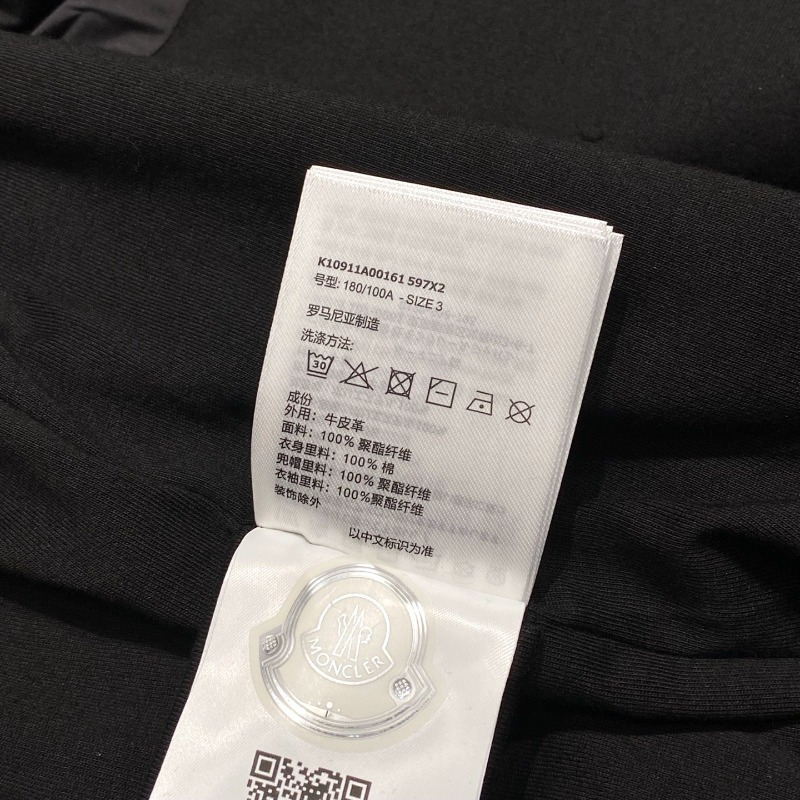 K10911A00161 597X2
号型: 180/100A - SIZE 3
罗马尼亚制造
洗涤方法:
30
成份
外用: 牛皮革
面料: 100% 聚酯纤维
衣身里料: 100% 棉
兜帽里料: 100% 聚酯纤维
衣袖里料: 100%聚酯纤维
装饰除外
以中文标识为准
MONCLER